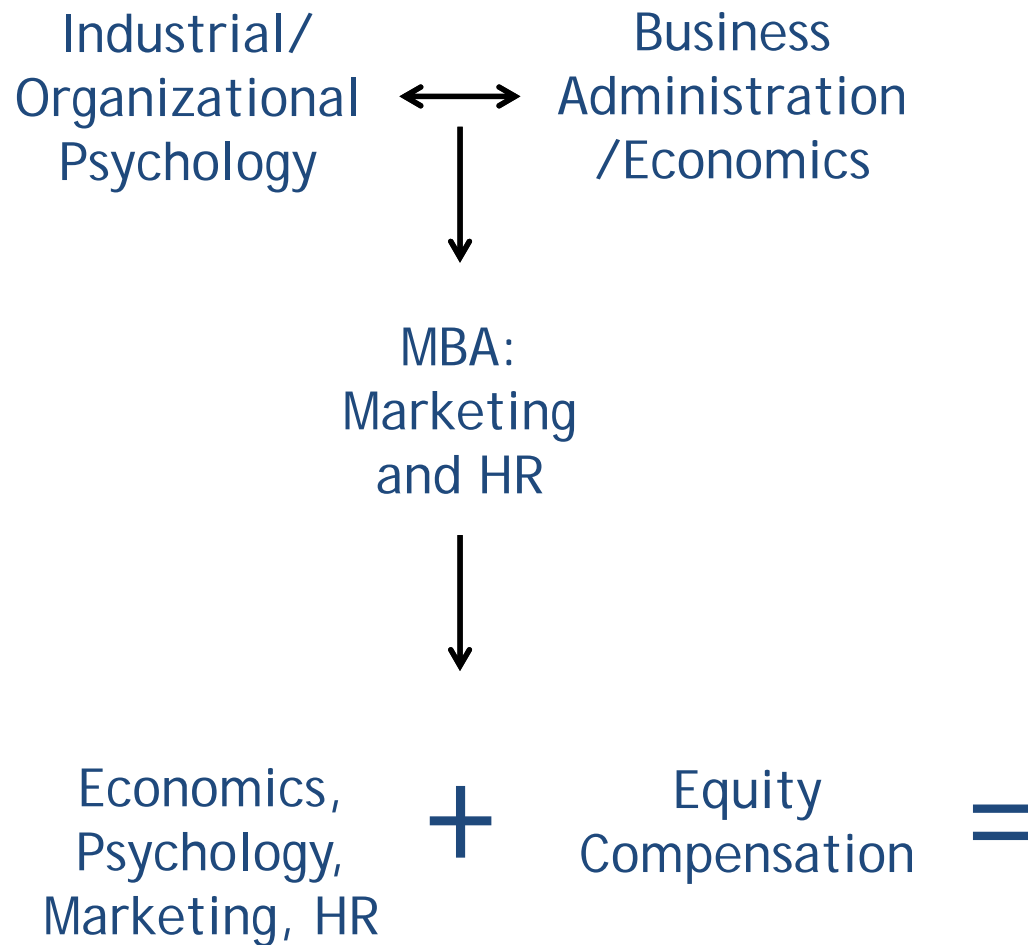 Industrial/
Organizational
Psychology
Business
Administration
/Economics
MBA:
Marketing
and HR
Economics,
Psychology,
Marketing, HR
+
Equity
Compensation
=